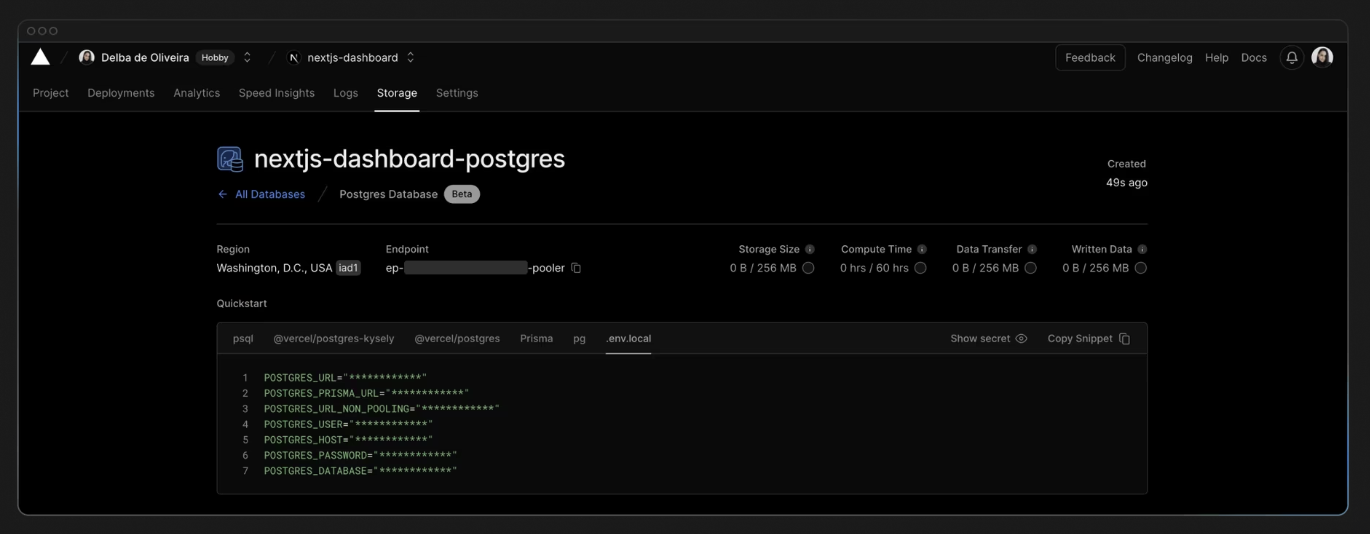 Delba de Oliveira Hobby nextjs-dashboard Feedback Changelog Help Docs
Project Deployments Analytics Speed Insights Logs Storage Settings
nextjs-dashboard-postgres
Created
49s ago
← All Databases / Postgres Database Beta
Region Endpoint Storage Size Compute Time Data Transfer Written Data
Washington, D.C., USA iad1 ep- -pooler 0 B / 256 MB 0 hrs / 60 hrs 0 B / 256 MB 0 B / 256 MB
Quickstart
psql @vercel/postgres-kysely @vercel/postgres Prisma pg .env.local Show secret Copy Snippet
1 POSTGRES_URL="************"
2 POSTGRES_PRISMA_URL="************"
3 POSTGRES_URL_NON_POOLING="************"
4 POSTGRES_USER="************"
5 POSTGRES_HOST="************"
6 POSTGRES_PASSWORD="************"
7 POSTGRES_DATABASE="************"